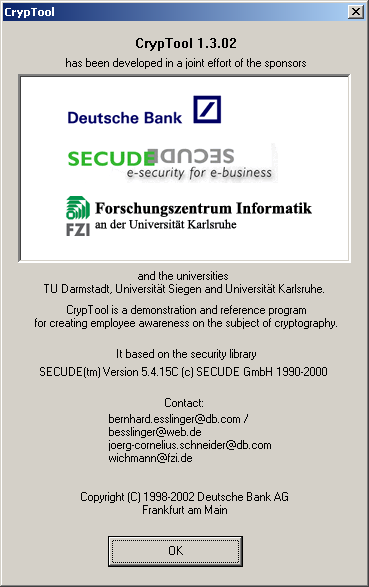 CrypTool
CrypTool 1.3.02
has been developed in a joint effort of the sponsors
Deutsche Bank
SECUDE SECUDE
e-security for e-business
FZI
Forschungszentrum Informatik
an der Universität Karlsruhe
and the universities
TU Darmstadt, Universität Siegen and Universität Karlsruhe.
CrypTool is a demonstration and reference program
for creating employee awareness on the subject of cryptography.
It based on the security library
SECUDE(tm) Version 5.4.15C (c) SECUDE GmbH 1990-2000
Contact:
bernhard.esslinger@db.com /
besslinger@web.de
joerg-cornelius.schneider@db.com
wichmann@fzi.de
Copyright (C) 1998-2002 Deutsche Bank AG
Frankfurt am Main
OK